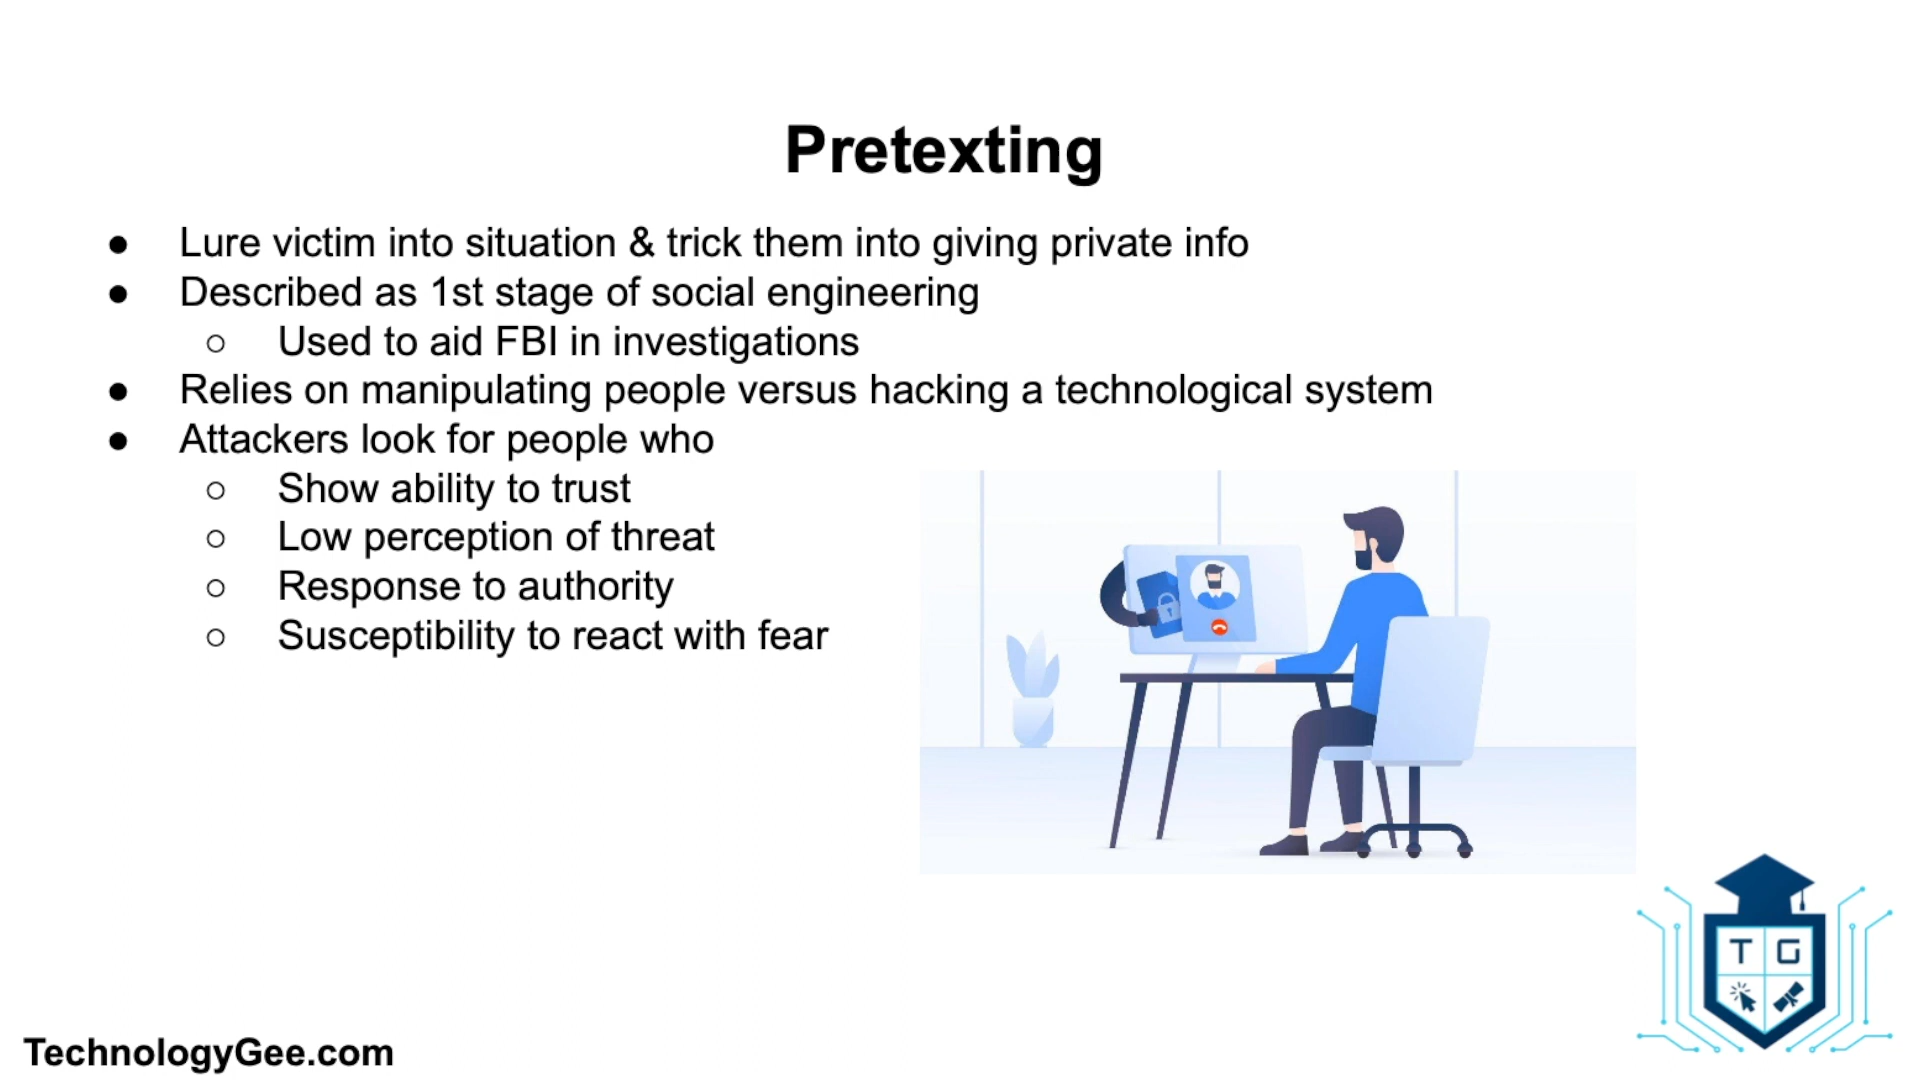 Pretexting
● Lure victim into situation & trick them into giving private info
● Described as 1st stage of social engineering
○ Used to aid FBI in investigations
● Relies on manipulating people versus hacking a technological system
● Attackers look for people who
○ Show ability to trust
○ Low perception of threat
○ Response to authority
○ Susceptibility to react with fear
T G
TechnologyGee.com